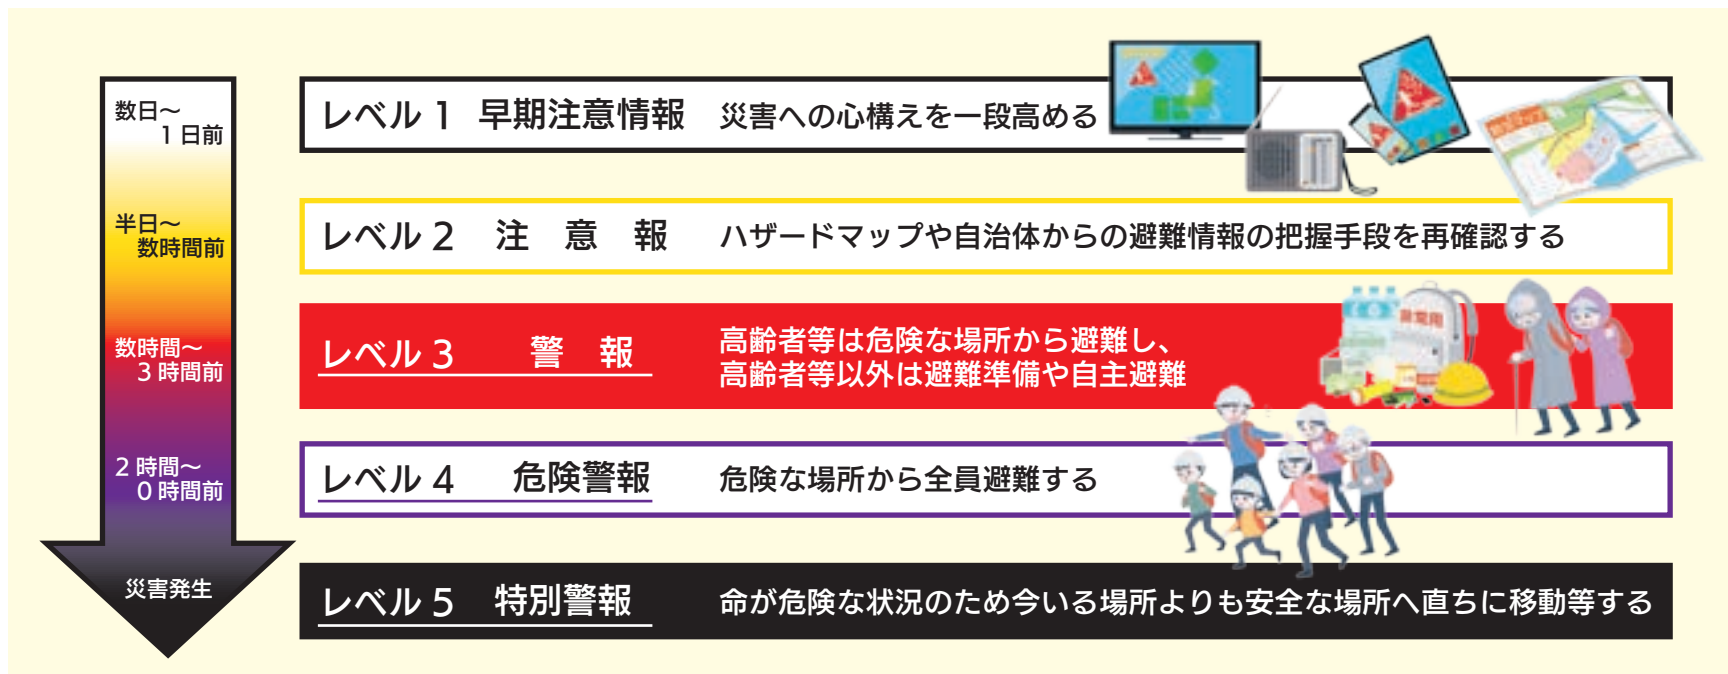 数日～
1日前
レベル1 早期注意情報 災害への心構えを一段高める
半日～
数時間前
レベル2 注意報 ハザードマップや自治体からの避難情報の把握手段を再確認する
数時間～
3時間前
レベル3 警報 高齢者等は危険な場所から避難し、
高齢者等以外は避難準備や自主避難
非常用
2時間～
0時間前
レベル4 危険警報 危険な場所から全員避難する
災害発生
レベル5 特別警報 命が危険な状況のため今いる場所よりも安全な場所へ直ちに移動等する